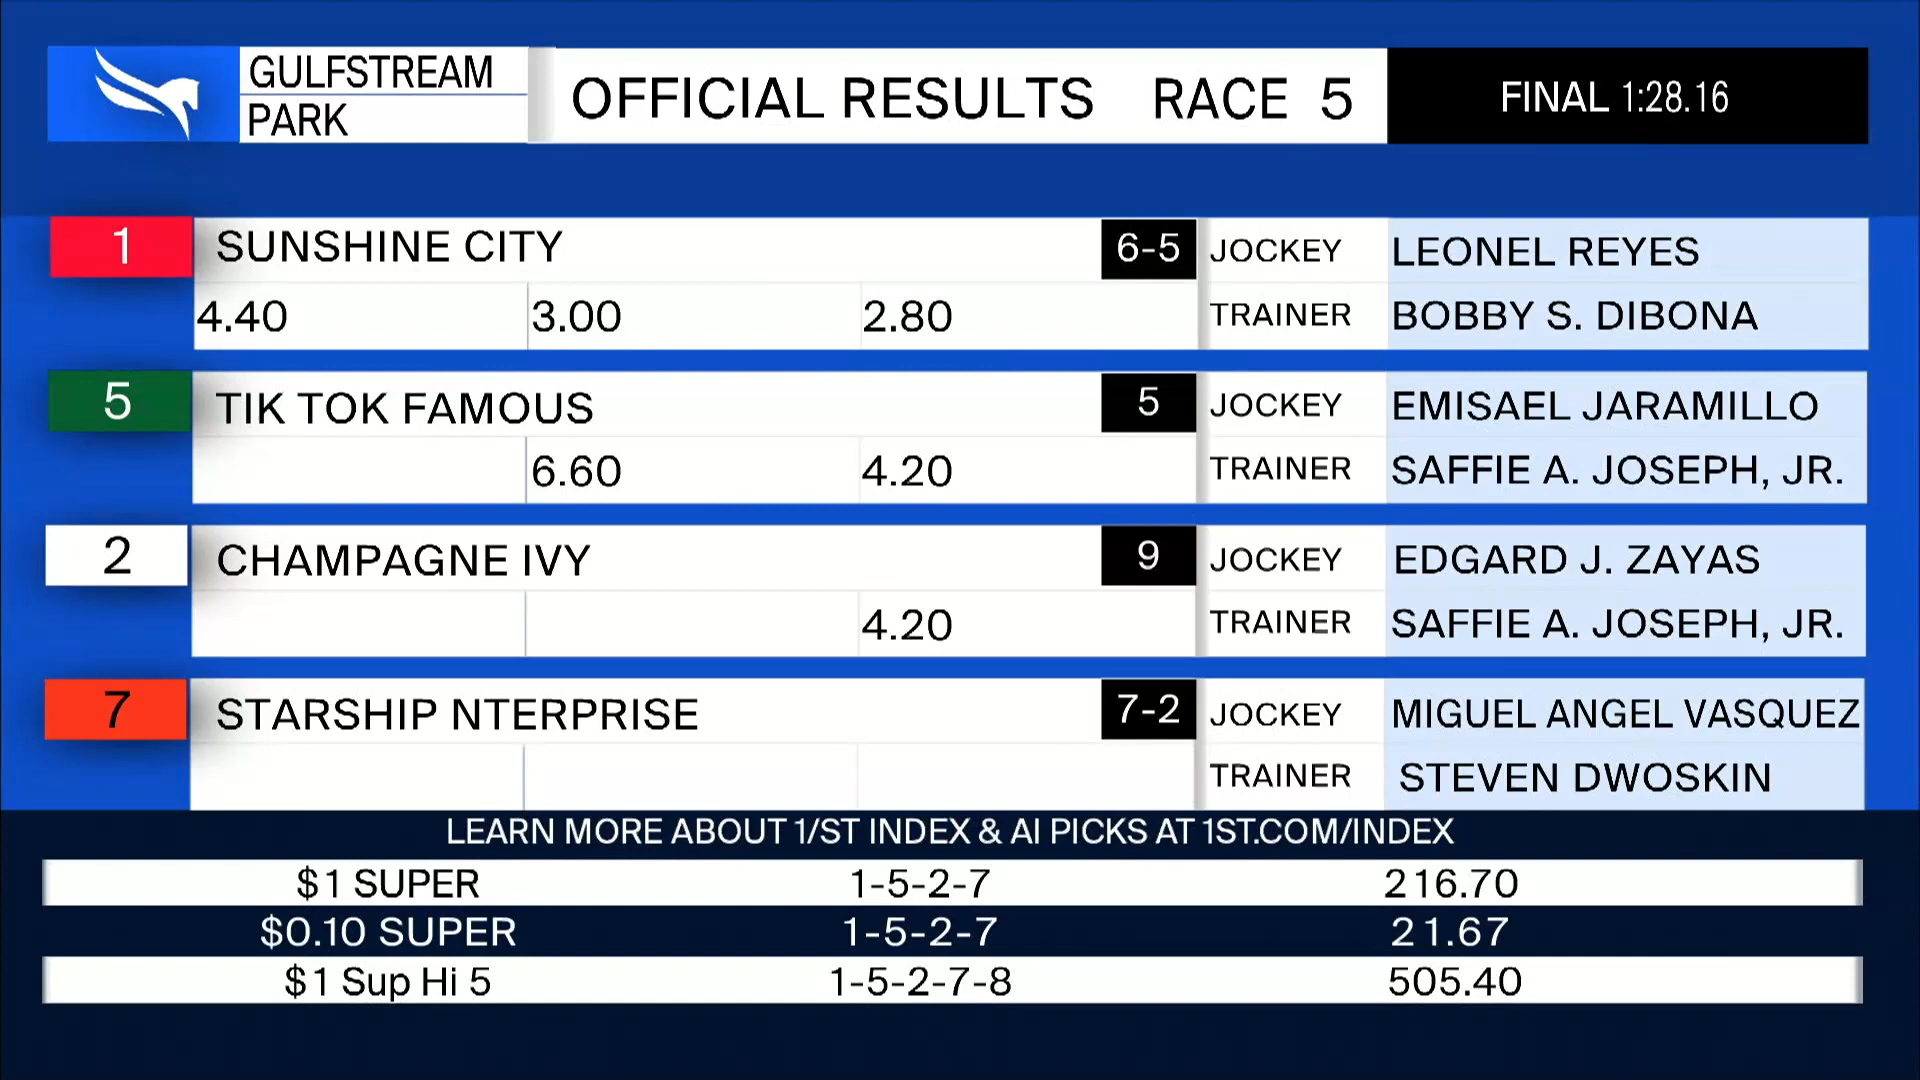 GULFSTREAM
PARK
OFFICIAL RESULTS RACE 5
FINAL 1:28.16
1 SUNSHINE CITY 6-5 JOCKEY LEONEL REYES
4.40 3.00 2.80 TRAINER BOBBY S. DIBONA
5 TIK TOK FAMOUS 5 JOCKEY EMISAEL JARAMILLO
6.60 4.20 TRAINER SAFFIE A. JOSEPH, JR.
2 CHAMPAGNE IVY 9 JOCKEY EDGARD J. ZAYAS
4.20 TRAINER SAFFIE A. JOSEPH, JR.
7 STARSHIP NTERPRISE 7-2 JOCKEY MIGUEL ANGEL VASQUEZ
TRAINER STEVEN DWOSKIN
LEARN MORE ABOUT 1/ST INDEX & AI PICKS AT 1ST.COM/INDEX
$1 SUPER 1-5-2-7 216.70
$0.10 SUPER 1-5-2-7 21.67
$1 Sup Hi 5 1-5-2-7-8 505.40